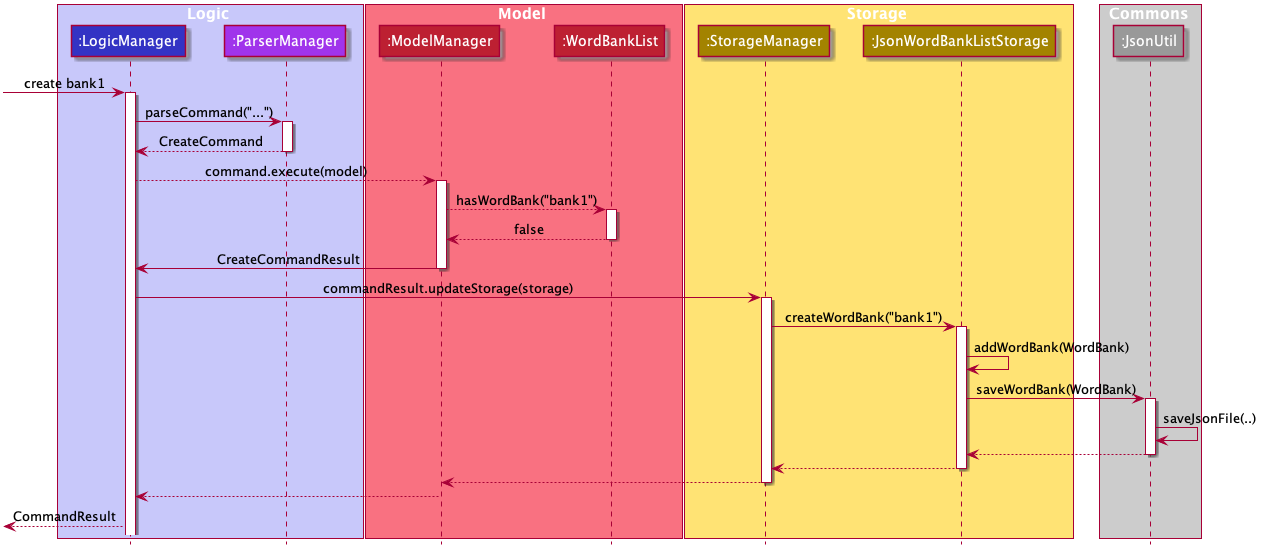 Logic
Model
Storage
Commons
:LogicManager
:ParserManager
:ModelManager
:WordBankList
:StorageManager
:JsonWordBankListStorage
:JsonUtil
create bank1
parseCommand("...")
CreateCommand
command.execute(model)
hasWordBank("bank1")
false
CreateCommandResult
commandResult.updateStorage(storage)
createWordBank("bank1")
addWordBank(WordBank)
saveWordBank(WordBank)
saveJsonFile(..)
CommandResult